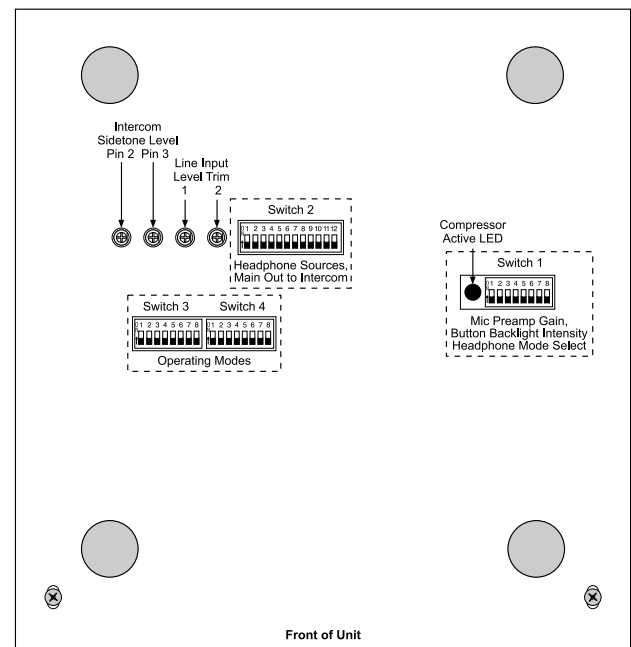 Intercom
Sidetone Level
Pin 2 Pin 3
Line Input
Level Trim
1 2
Switch 2
1 2 3 4 5 6 7 8 9 10 11 12
Headphone Sources,
Main Out to Intercom
Compressor
Active LED
Switch 1
1 2 3 4 5 6 7 8
Mic Preamp Gain,
Button Backlight Intensity
Headphone Mode Select
Switch 3 Switch 4
1 2 3 4 5 6 7 8 1 2 3 4 5 6 7 8
Operating Modes
Front of Unit